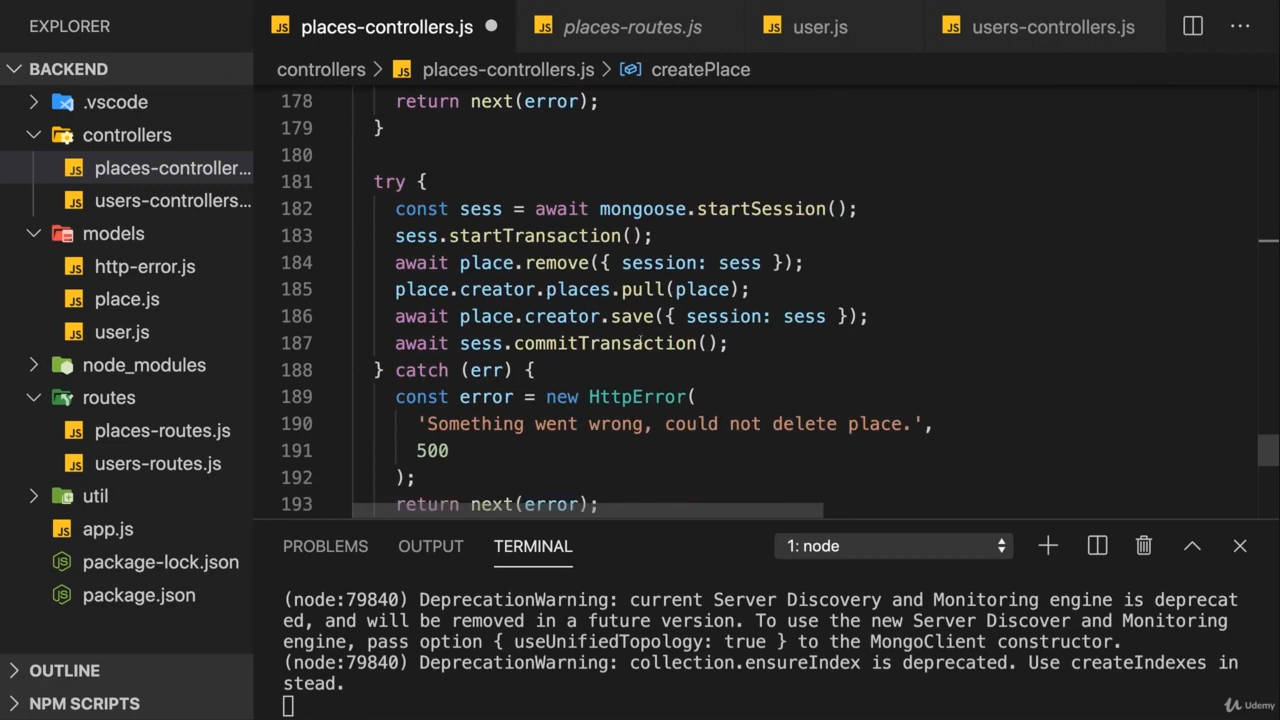 EXPLORER
places-controllers.js
places-routes.js
user.js
users-controllers.js
BACKEND
controllers
places-controllers.js
createPlace
.vscode
controllers
places-controller...
users-controllers...
models
http-error.js
place.js
user.js
node_modules
routes
places-routes.js
users-routes.js
util
app.js
package-lock.json
package.json
OUTLINE
NPM SCRIPTS
178 return next(error);
179 }
180
181 try {
182 const sess = await mongoose.startSession();
183 sess.startTransaction();
184 await place.remove({ session: sess });
185 place.creator.places.pull(place);
186 await place.creator.save({ session: sess });
187 await sess.commitTransaction();
188 } catch (err) {
189 const error = new HttpError(
190 'Something went wrong, could not delete place.',
191 500
192 );
193 return next(error);
PROBLEMS OUTPUT TERMINAL
1: node
(node:79840) DeprecationWarning: current Server Discovery and Monitoring engine is deprecat
ed, and will be removed in a future version. To use the new Server Discover and Monitoring
engine, pass option { useUnifiedTopology: true } to the MongoClient constructor.
(node:79840) DeprecationWarning: collection.ensureIndex is deprecated. Use createIndexes in
stead.
Udemy